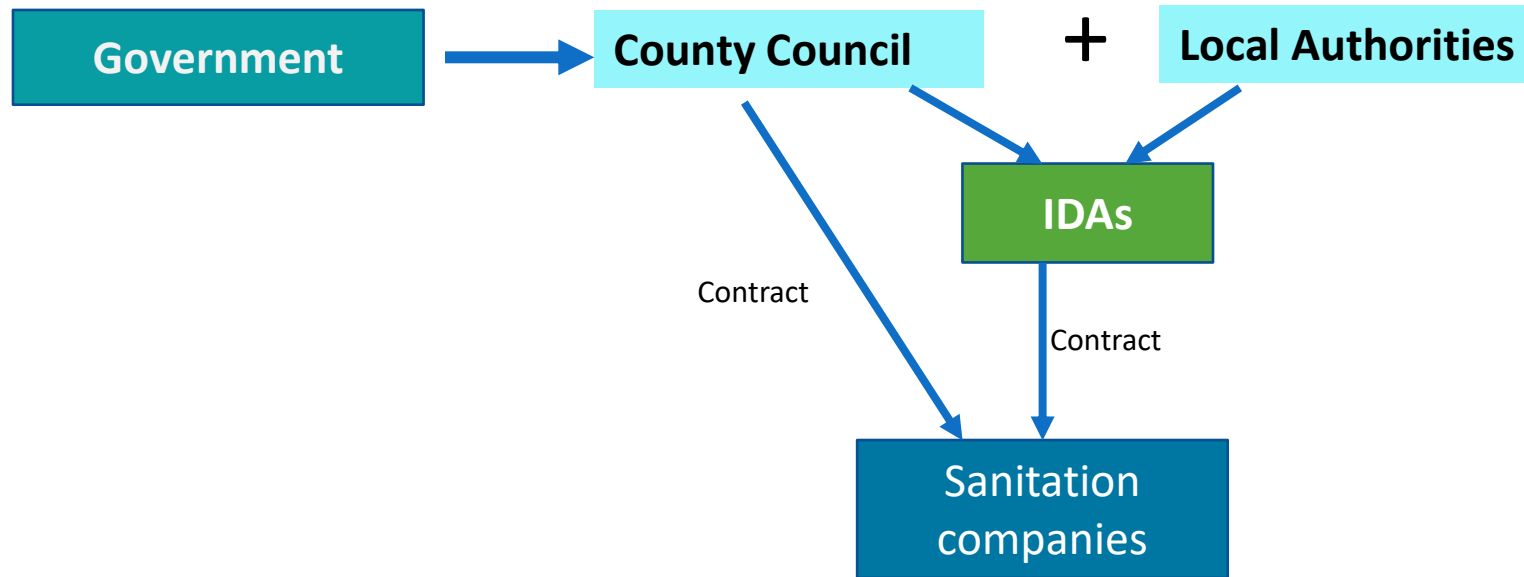 Government
County Council
+
Local Authorities
IDAs
Contract
Contract
Sanitation
companies